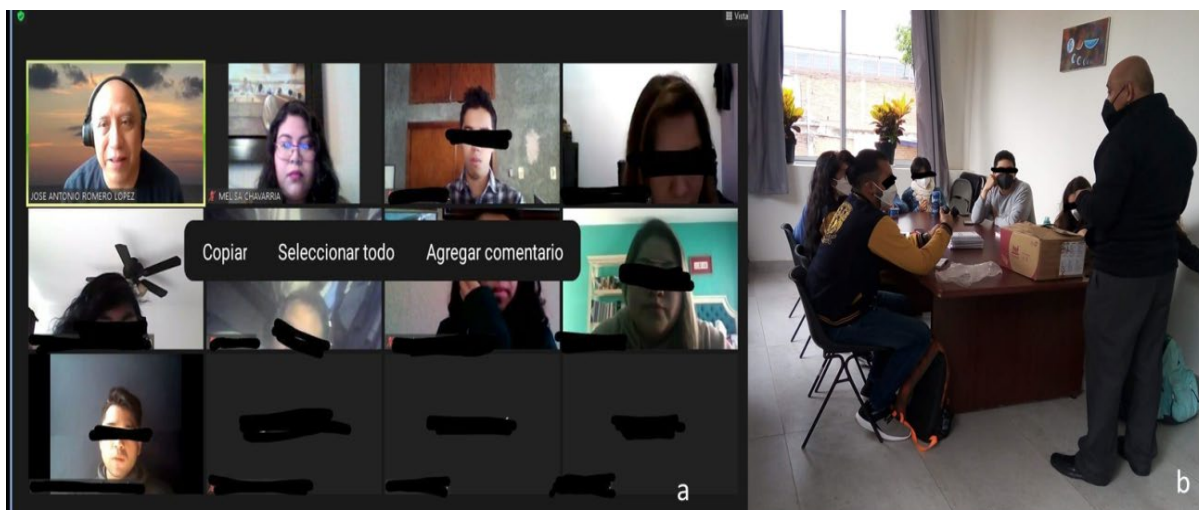 Vista
JOSE ANTONIO ROMERO LOPEZ
MELISA CHAVARRIA
Copiar Seleccionar todo Agregar comentario
a
b